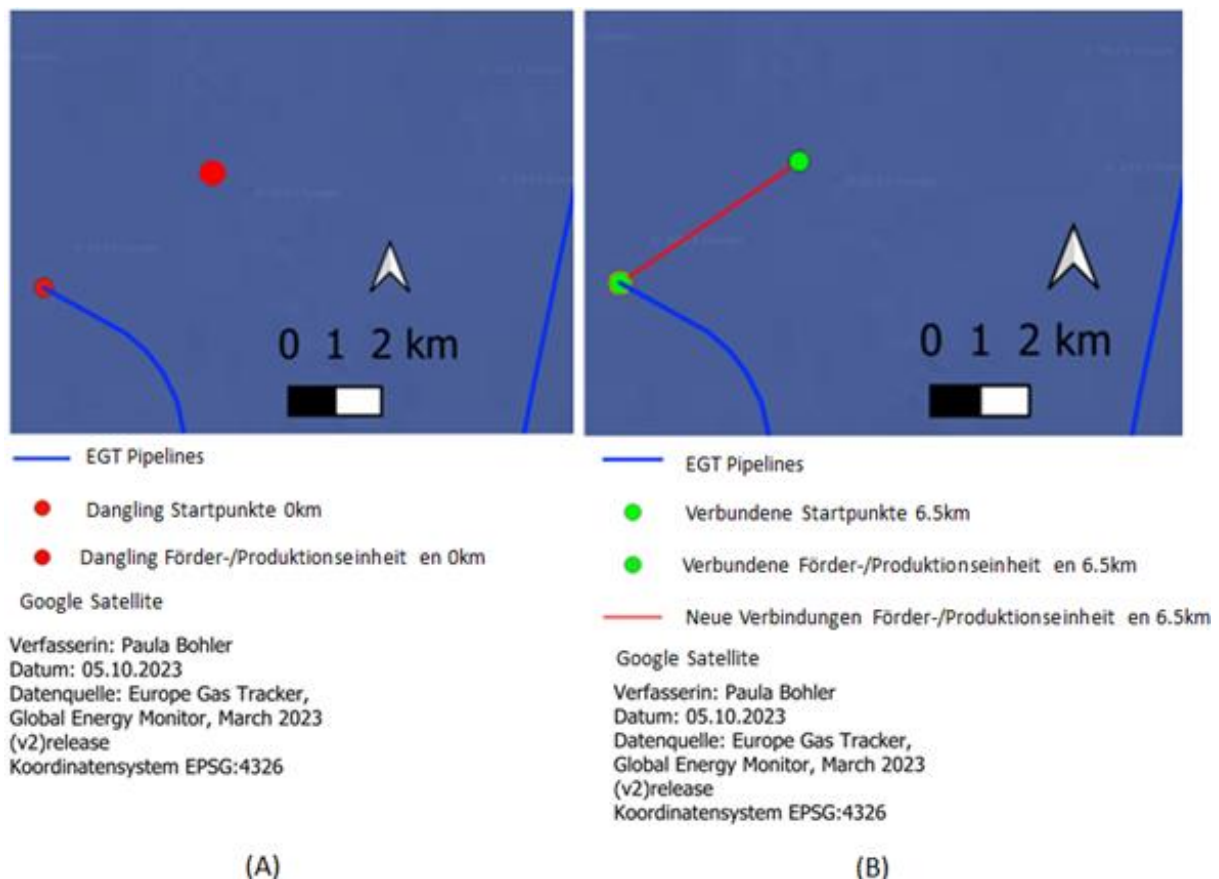 0 1 2 km
EGT Pipelines
Dangling Startpunkte 0km
Dangling Förder-/Produktionseinheit en 0km
Google Satellite
Verfasserin: Paula Bohler
Datum: 05.10.2023
Datenquelle: Europe Gas Tracker,
Global Energy Monitor, March 2023
(v2)release
Koordinatensystem EPSG:4326
(A)
0 1 2 km
EGT Pipelines
Verbundene Startpunkte 6.5km
Verbundene Förder-/Produktionseinheit en 6.5km
Neue Verbindungen Förder-/Produktionseinheit en 6.5km
Google Satellite
Verfasserin: Paula Bohler
Datum: 05.10.2023
Datenquelle: Europe Gas Tracker,
Global Energy Monitor, March 2023
(v2)release
Koordinatensystem EPSG:4326
(B)